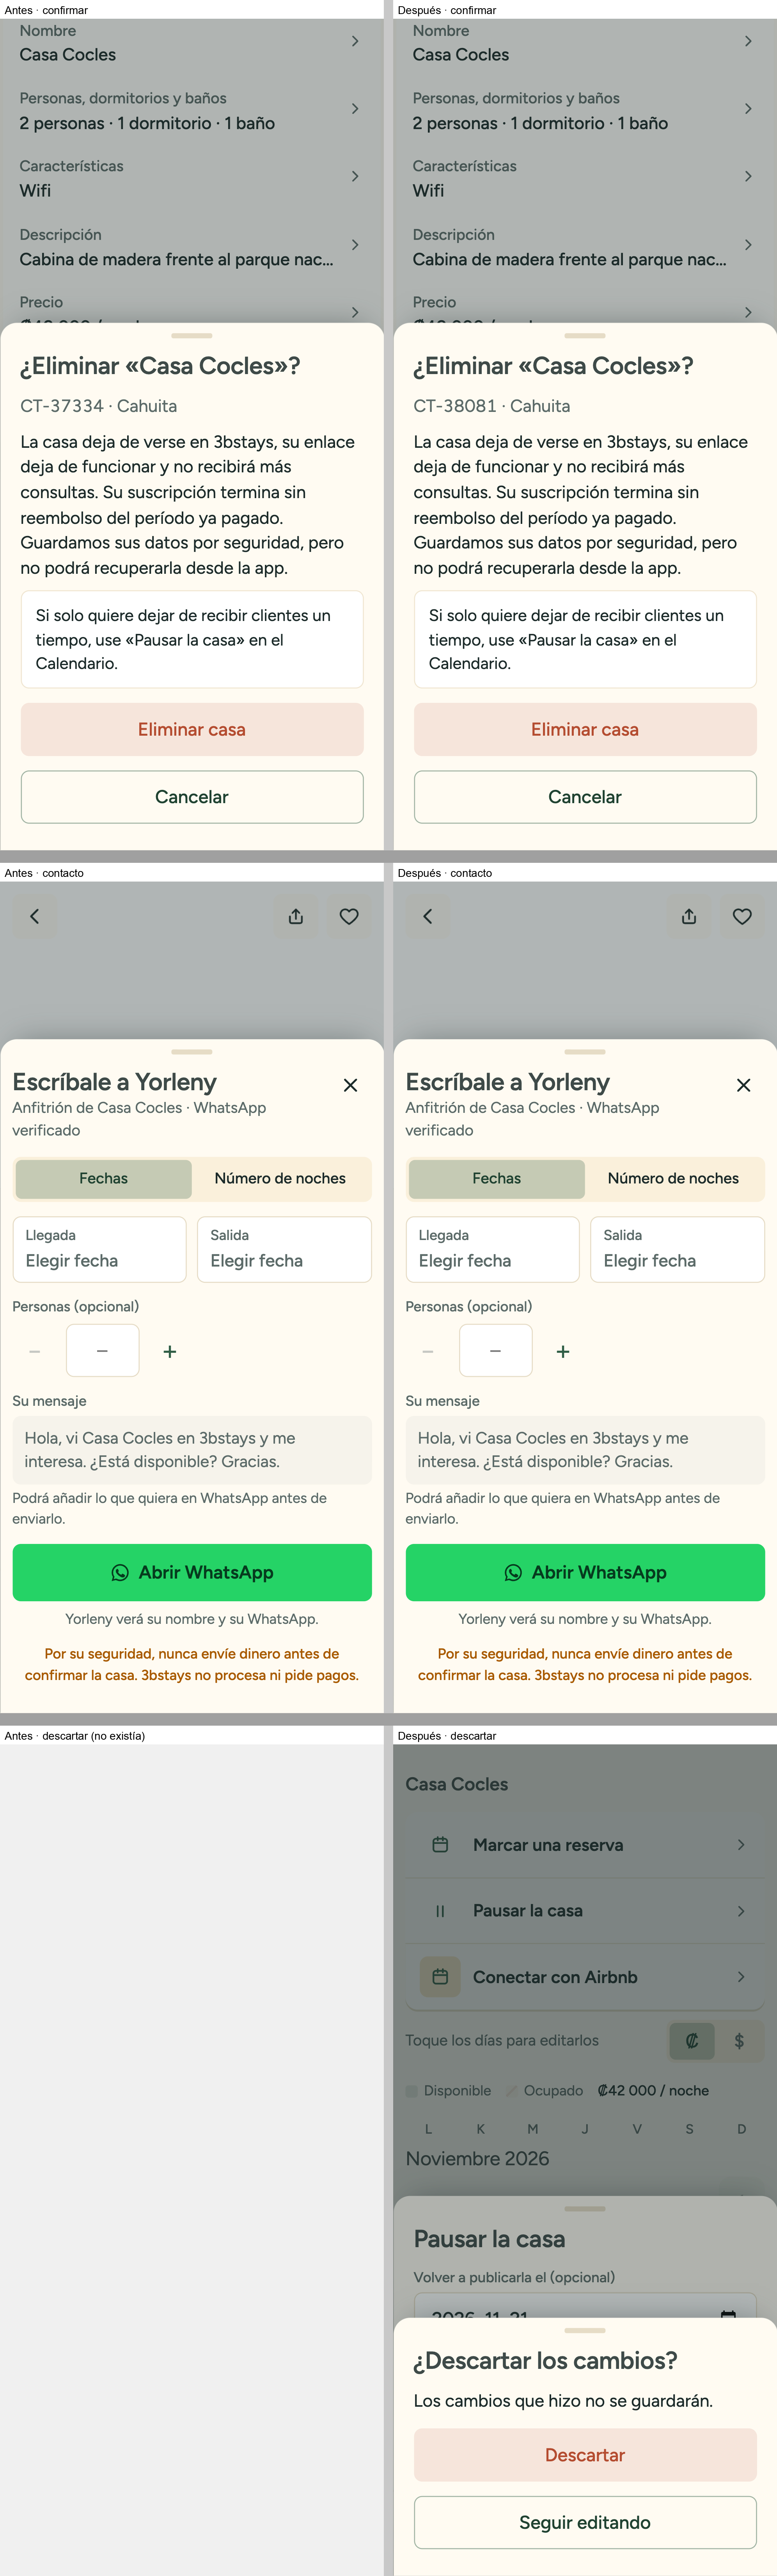 Antes · confirmar
Nombre
Casa Cocles
Personas, dormitorios y baños
2 personas · 1 dormitorio · 1 baño
Características
Wifi
Descripción
Cabina de madera frente al parque nac...
Precio
¿Eliminar «Casa Cocles»?
CT-37334 · Cahuita
La casa deja de verse en 3bstays, su enlace
deja de funcionar y no recibirá más
consultas. Su suscripción termina sin
reembolso del período ya pagado.
Guardamos sus datos por seguridad, pero
no podrá recuperarla desde la app.
Si solo quiere dejar de recibir clientes un
tiempo, use «Pausar la casa» en el
Calendario.
Eliminar casa
Cancelar
Después · confirmar
Nombre
Casa Cocles
Personas, dormitorios y baños
2 personas · 1 dormitorio · 1 baño
Características
Wifi
Descripción
Cabina de madera frente al parque nac...
Precio
¿Eliminar «Casa Cocles»?
CT-38081 · Cahuita
La casa deja de verse en 3bstays, su enlace
deja de funcionar y no recibirá más
consultas. Su suscripción termina sin
reembolso del período ya pagado.
Guardamos sus datos por seguridad, pero
no podrá recuperarla desde la app.
Si solo quiere dejar de recibir clientes un
tiempo, use «Pausar la casa» en el
Calendario.
Eliminar casa
Cancelar
Antes · contacto
Escríbale a Yorleny
Anfitrión de Casa Cocles · WhatsApp
verificado
Fechas
Número de noches
Llegada
Elegir fecha
Salida
Elegir fecha
Personas (opcional)
− – +
Su mensaje
Hola, vi Casa Cocles en 3bstays y me
interesa. ¿Está disponible? Gracias.
Podrá añadir lo que quiera en WhatsApp antes de
enviarlo.
Abrir WhatsApp
Yorleny verá su nombre y su WhatsApp.
Por su seguridad, nunca envíe dinero antes de
confirmar la casa. 3bstays no procesa ni pide pagos.
Después · contacto
Escríbale a Yorleny
Anfitrión de Casa Cocles · WhatsApp
verificado
Fechas
Número de noches
Llegada
Elegir fecha
Salida
Elegir fecha
Personas (opcional)
− – +
Su mensaje
Hola, vi Casa Cocles en 3bstays y me
interesa. ¿Está disponible? Gracias.
Podrá añadir lo que quiera en WhatsApp antes de
enviarlo.
Abrir WhatsApp
Yorleny verá su nombre y su WhatsApp.
Por su seguridad, nunca envíe dinero antes de
confirmar la casa. 3bstays no procesa ni pide pagos.
Antes · descartar (no existía)
Después · descartar
Casa Cocles
Marcar una reserva
Pausar la casa
Conectar con Airbnb
Toque los días para editarlos
₡ $
Disponible Ocupado ₡42 000 / noche
L K M J V S D
Noviembre 2026
Pausar la casa
Volver a publicarla el (opcional)
¿Descartar los cambios?
Los cambios que hizo no se guardarán.
Descartar
Seguir editando